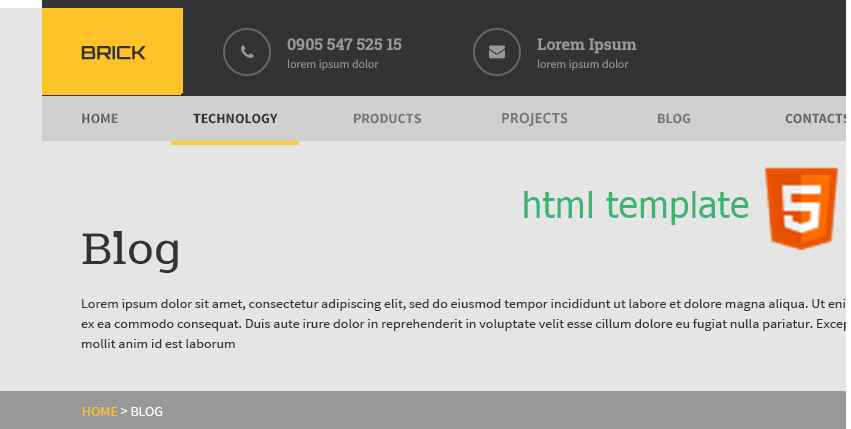 BRICK
0905 547 525 15
lorem ipsum dolor
Lorem Ipsum
lorem ipsum dolor
HOME TECHNOLOGY PRODUCTS PROJECTS BLOG CONTACTS
html template
5
Blog
Lorem ipsum dolor sit amet, consectetur adipiscing elit, sed do eiusmod tempor incididunt ut labore et dolore magna aliqua. Ut eni
ex ea commodo consequat. Duis aute irure dolor in reprehenderit in voluptate velit esse cillum dolore eu fugiat nulla pariatur. Excep
mollit anim id est laborum
HOME > BLOG